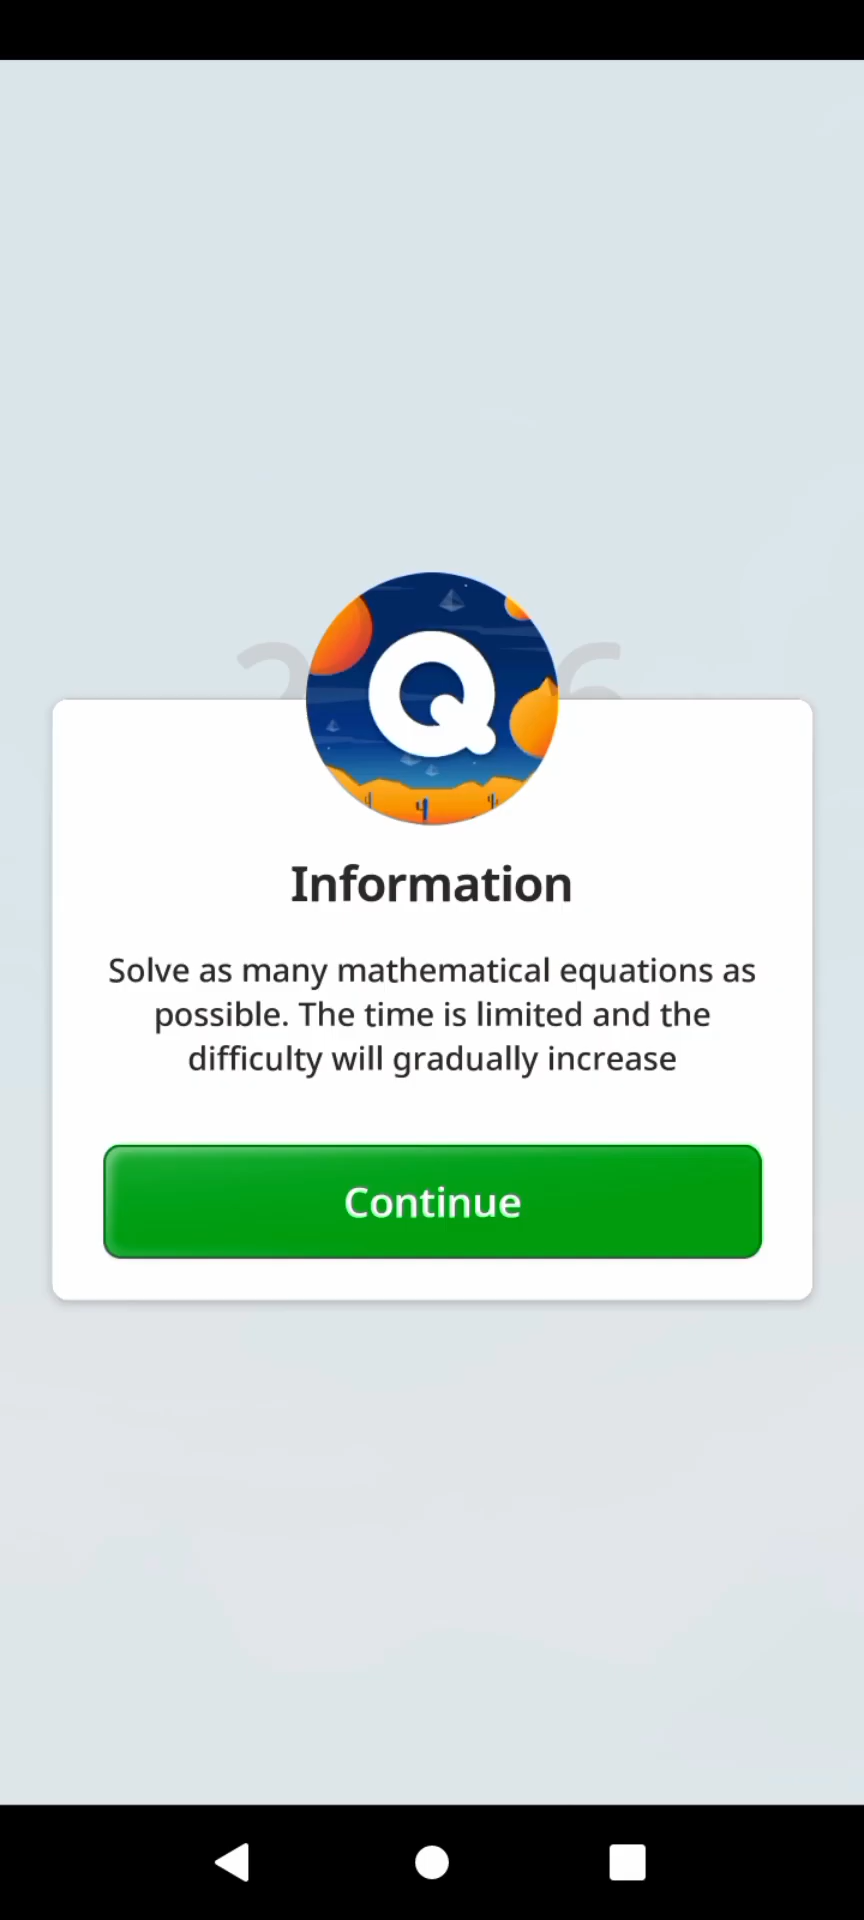 Q
Information
Solve as many mathematical equations as
possible. The time is limited and the
difficulty will gradually increase
Continue